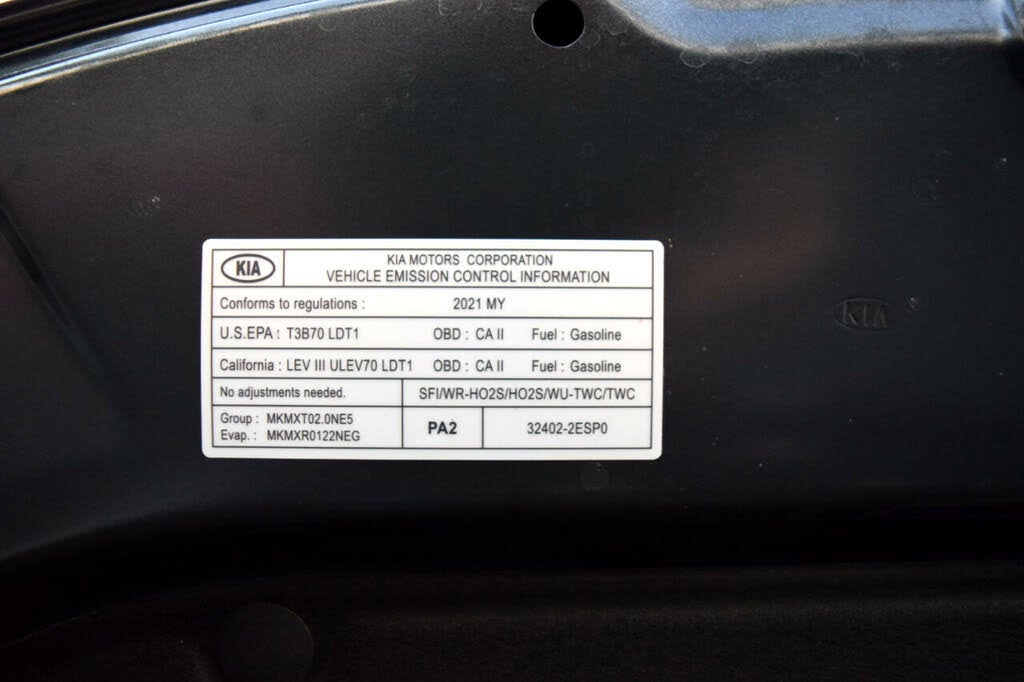 KIA
KIA MOTORS CORPORATION
VEHICLE EMISSION CONTROL INFORMATION
Conforms to regulations : 2021 MY
U.S.EPA : T3B70 LDT1 OBD : CA II Fuel : Gasoline
California : LEV III ULEV70 LDT1 OBD : CA II Fuel : Gasoline
No adjustments needed. SFI/WR-HO2S/HO2S/WU-TWC/TWC
Group : MKMXT02.0NE5
Evap. : MKMXR0122NEG
PA2
32402-2ESP0
KIA